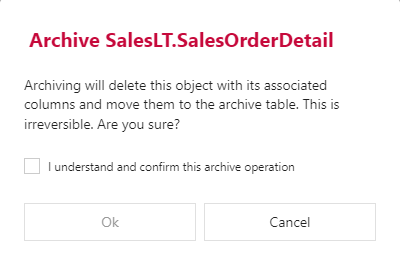 Archive SalesLT.SalesOrderDetail
Archiving will delete this object with its associated
columns and move them to the archive table. This is
irreversible. Are you sure?
I understand and confirm this archive operation
Ok
Cancel